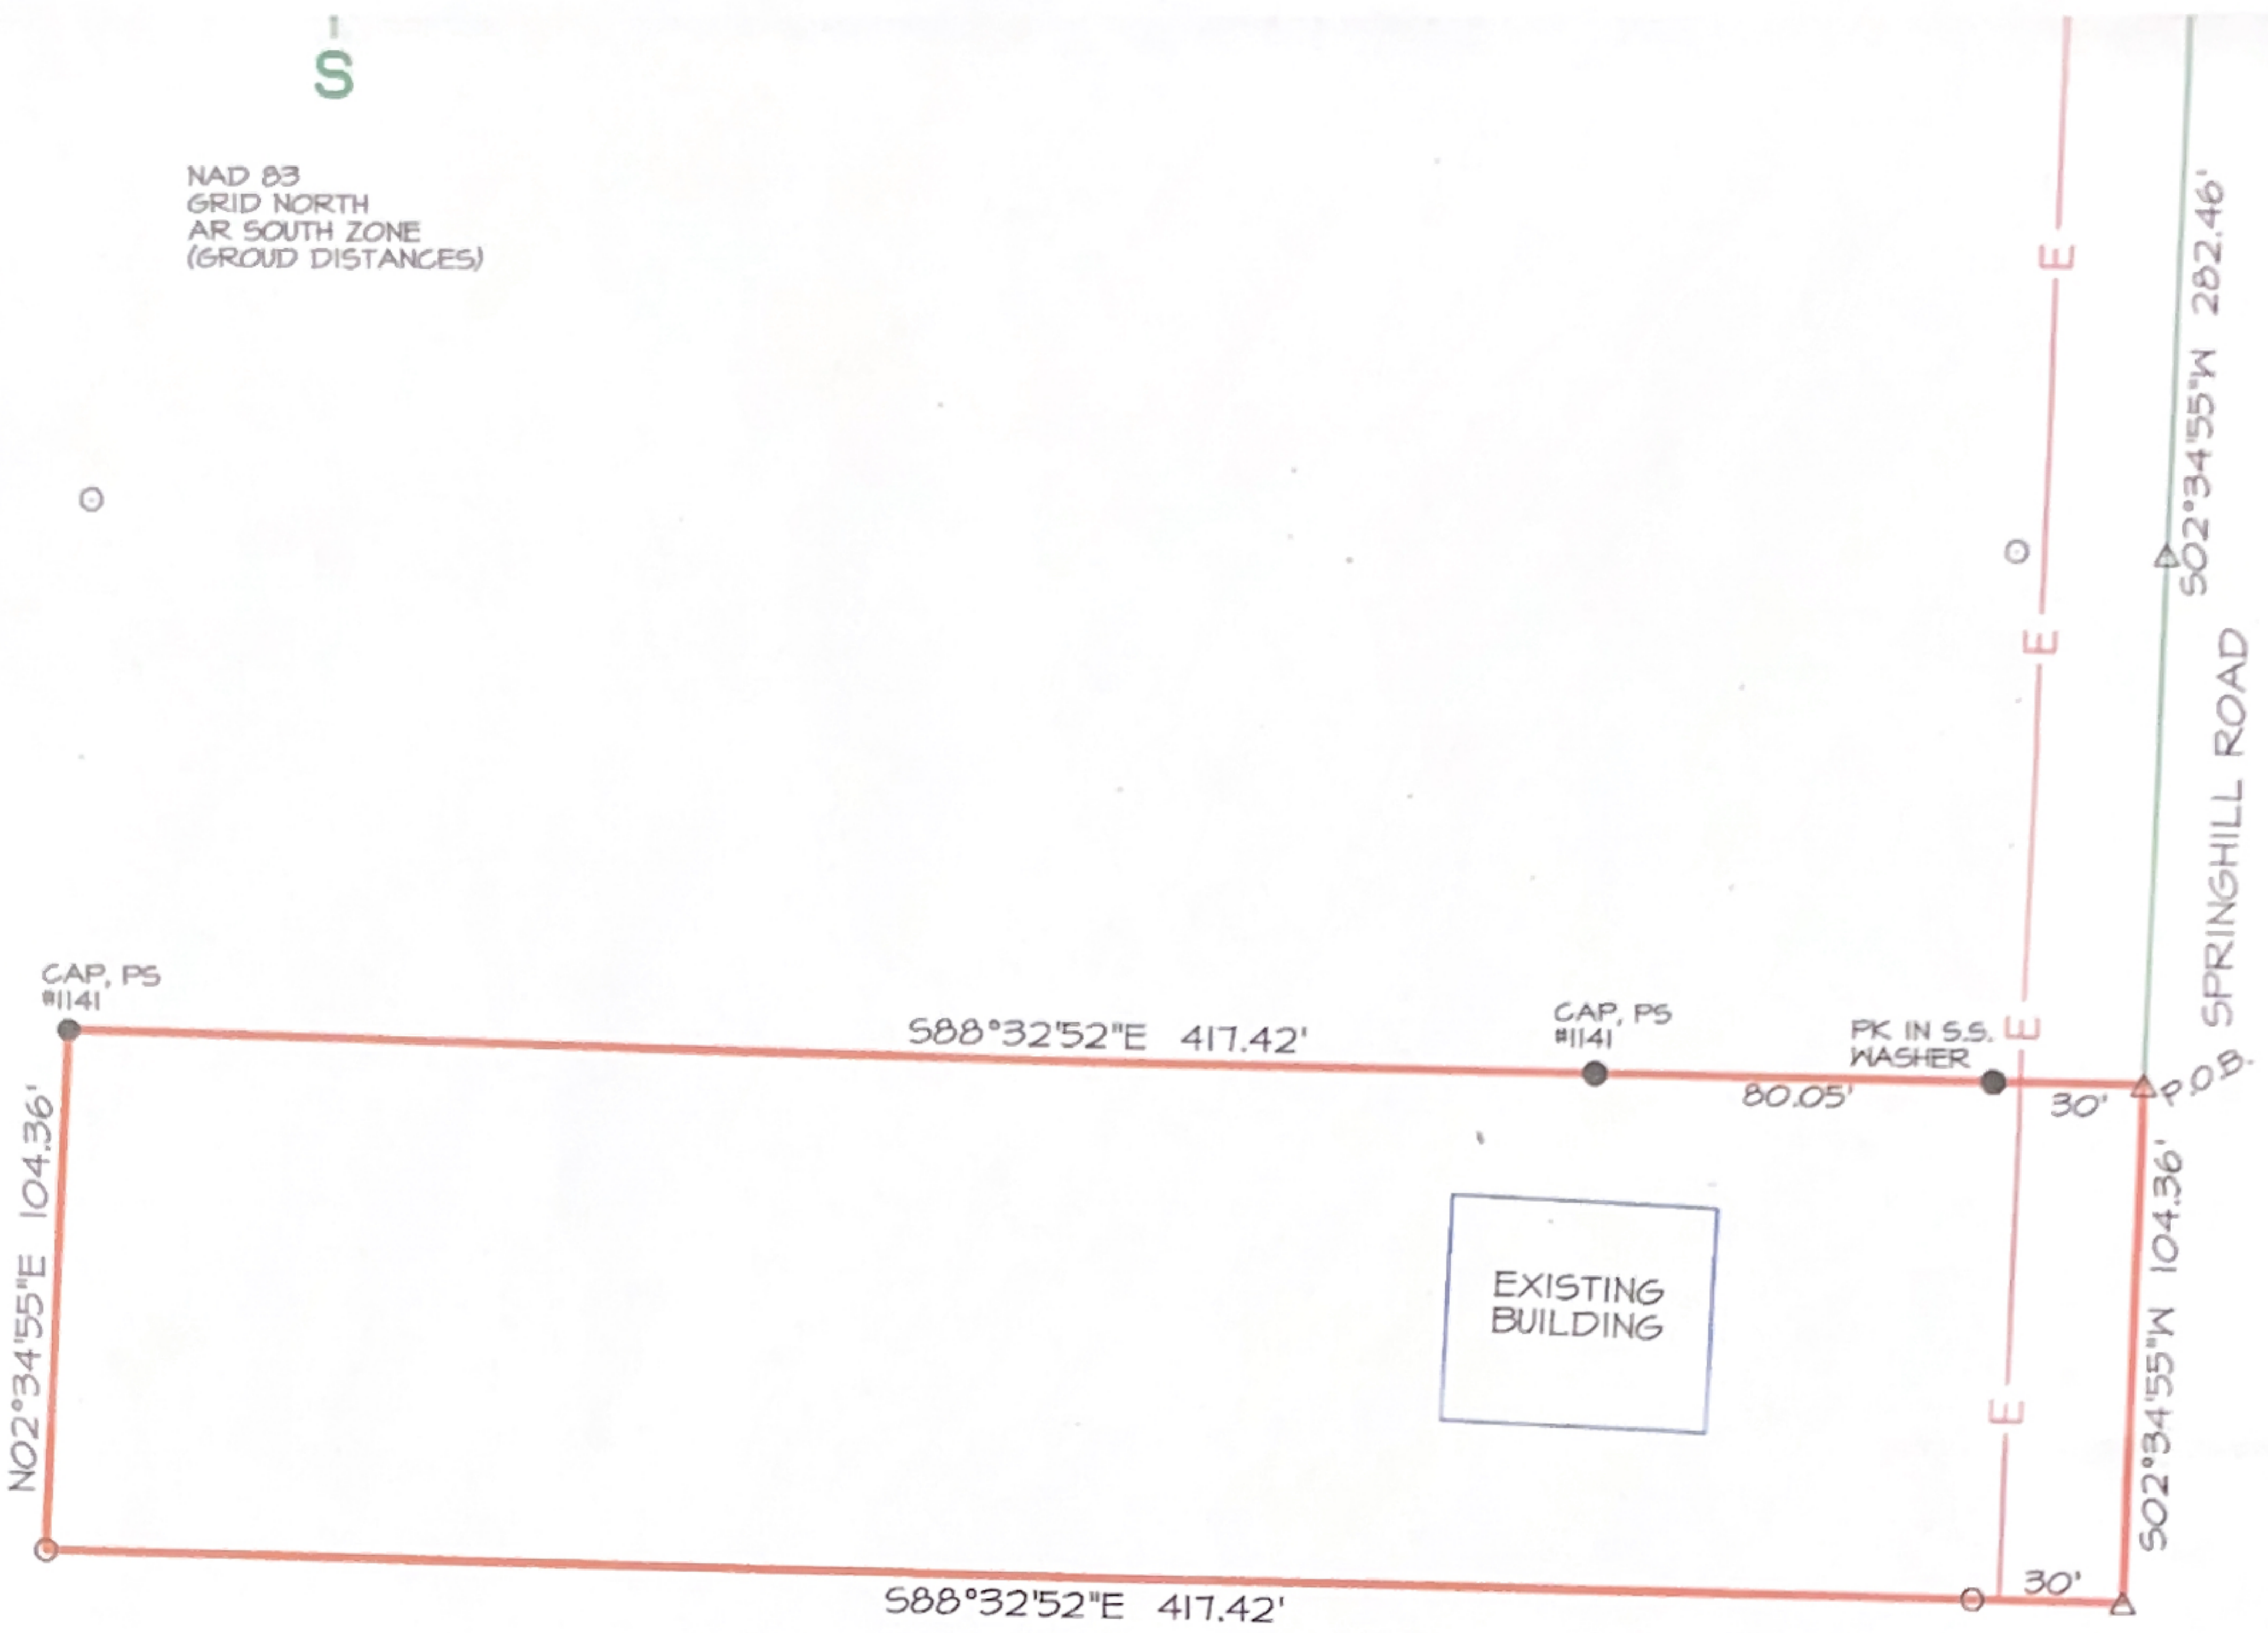 S
NAD 83
GRID NORTH
AR SOUTH ZONE
(GROUD DISTANCES)
E
S02°34'55"W 282.46'
E
SPRINGHILL ROAD
CAP, PS
#1141
S88°32'52"E 417.42'
CAP, PS
#1141
PK IN S.S.
WASHER
E
P.O.B.
80.05'
30'
N02°34'55"E 104.36'
EXISTING
BUILDING
E
S02°34'55"W 104.36'
S88°32'52"E 417.42'
30'